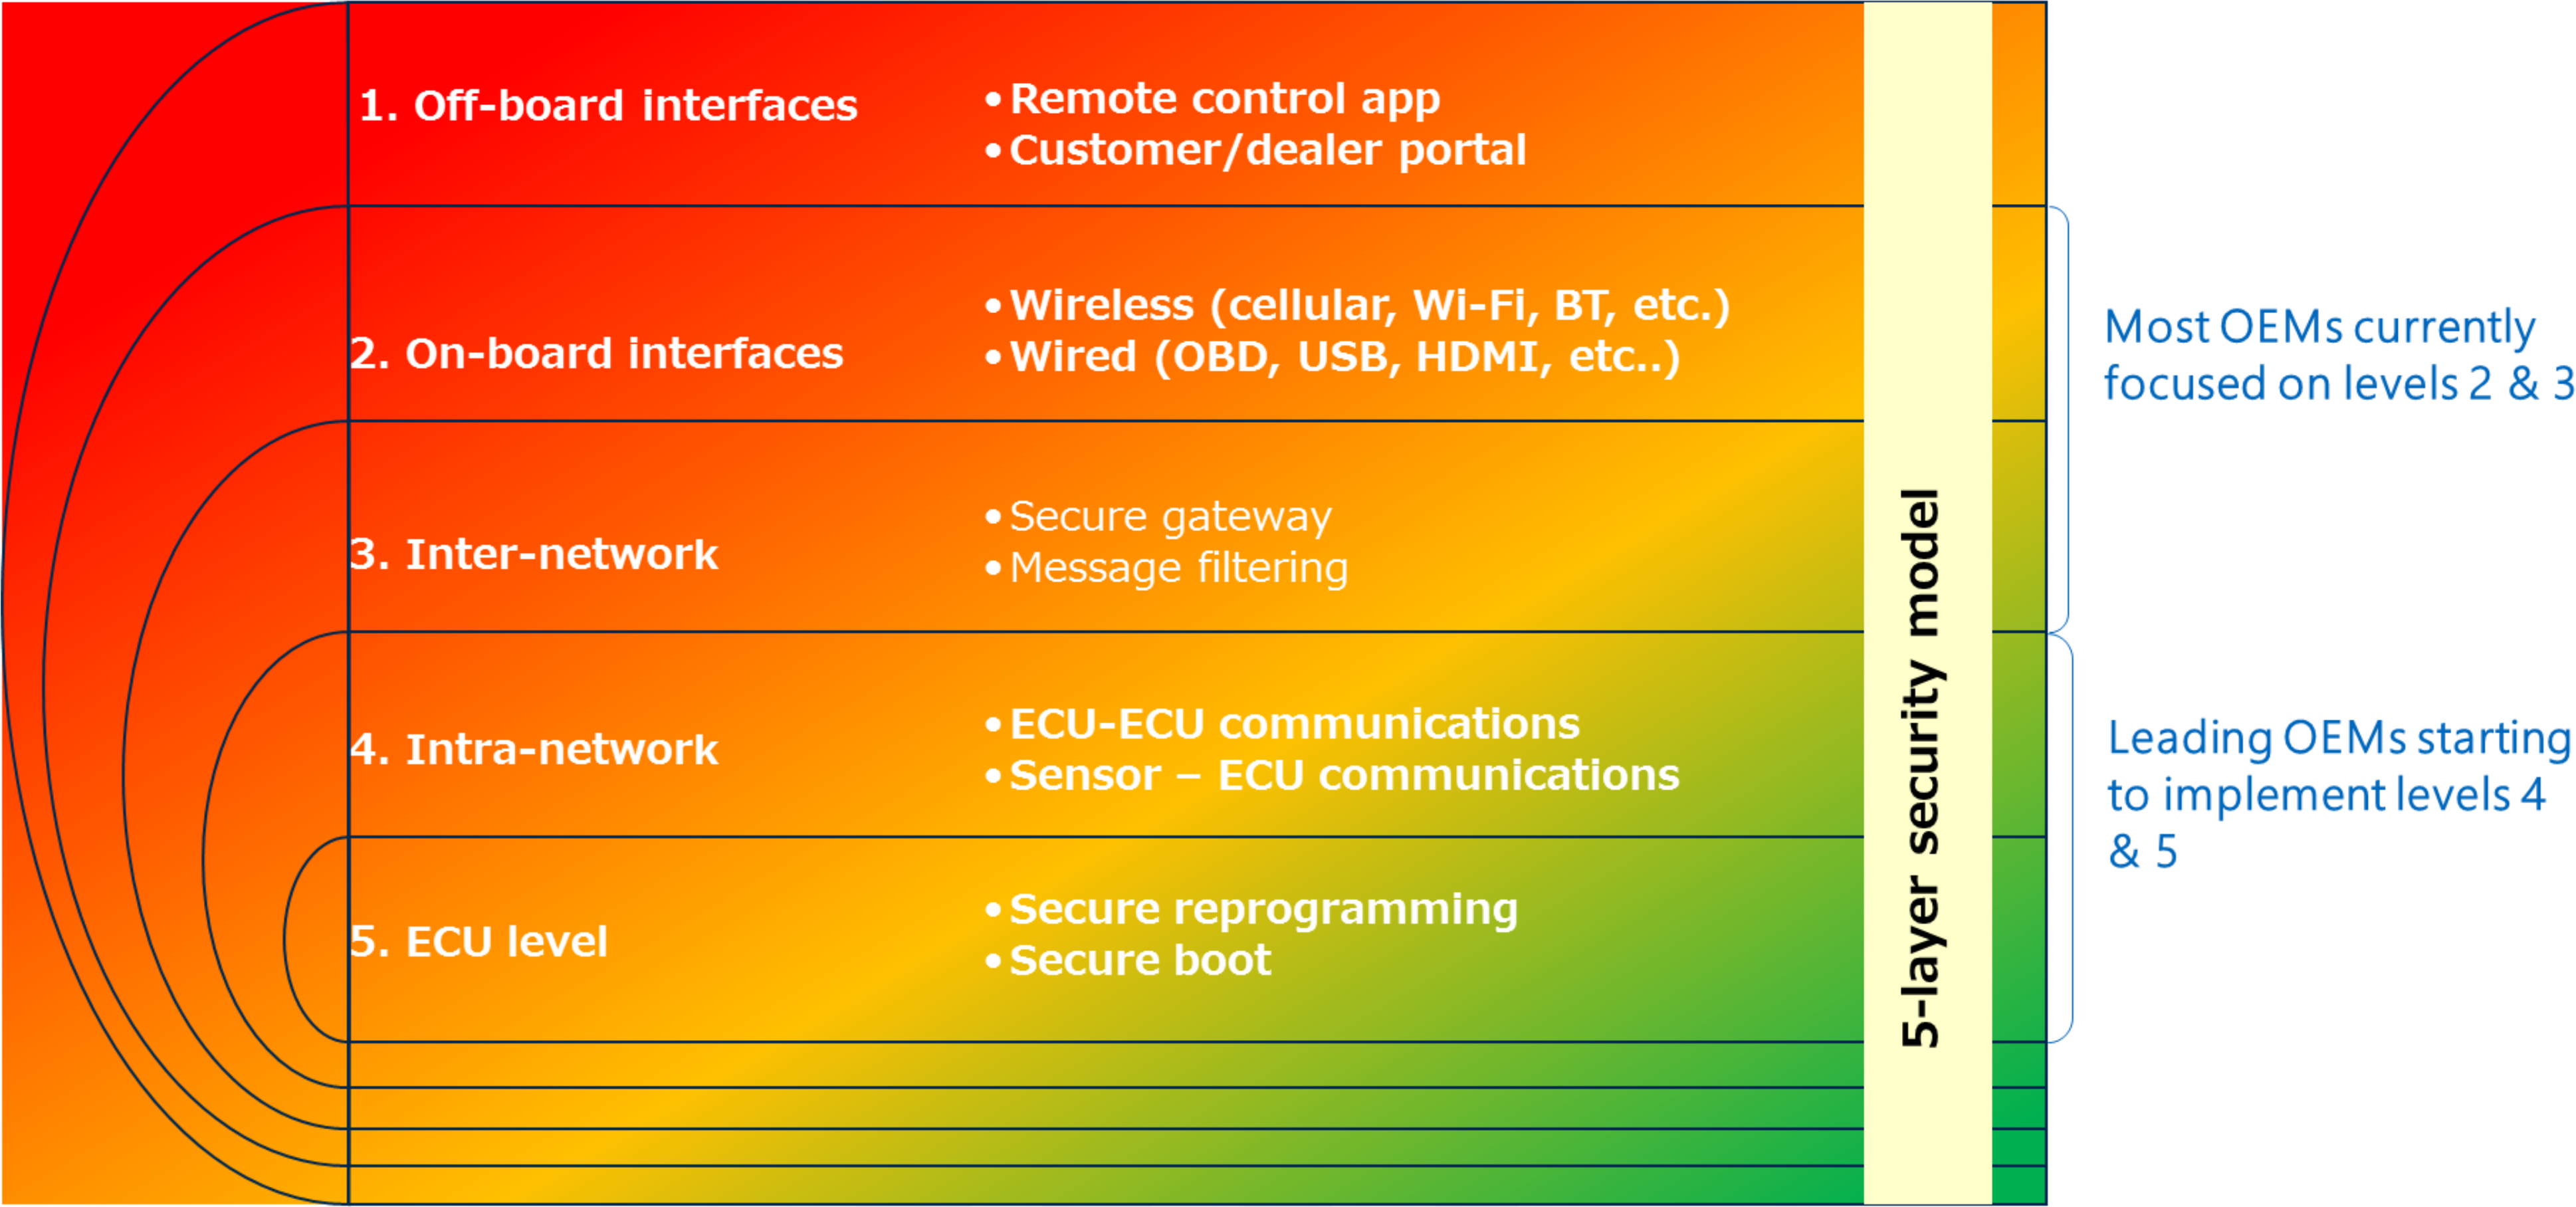 1. Off-board interfaces
• Remote control app
• Customer/dealer portal
2. On-board interfaces
• Wireless (cellular, Wi-Fi, BT, etc.)
• Wired (OBD, USB, HDMI, etc..)
3. Inter-network
• Secure gateway
• Message filtering
4. Intra-network
• ECU-ECU communications
• Sensor – ECU communications
5. ECU level
• Secure reprogramming
• Secure boot
5-layer security model
Most OEMs currently
focused on levels 2 & 3
Leading OEMs starting
to implement levels 4
& 5